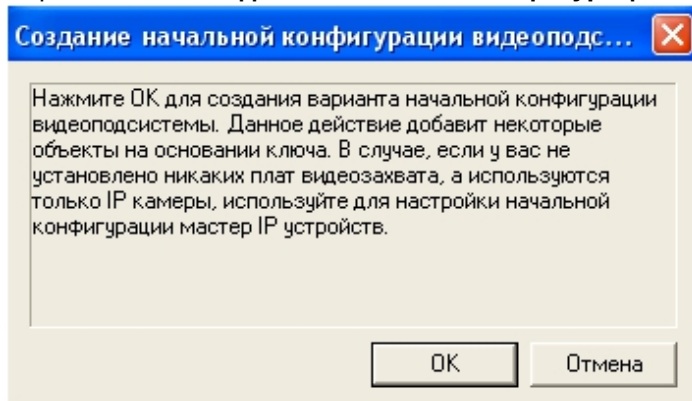 Создание начальной конфигурации видеоподс...
Нажмите ОК для создания варианта начальной конфигурации
видеоподсистемы. Данное действие добавит некоторые
объекты на основании ключа. В случае, если у вас не
установлено никаких плат видеозахвата, а используются
только IP камеры, используйте для настройки начальной
конфигурации мастер IP устройств.
ОК
Отмена